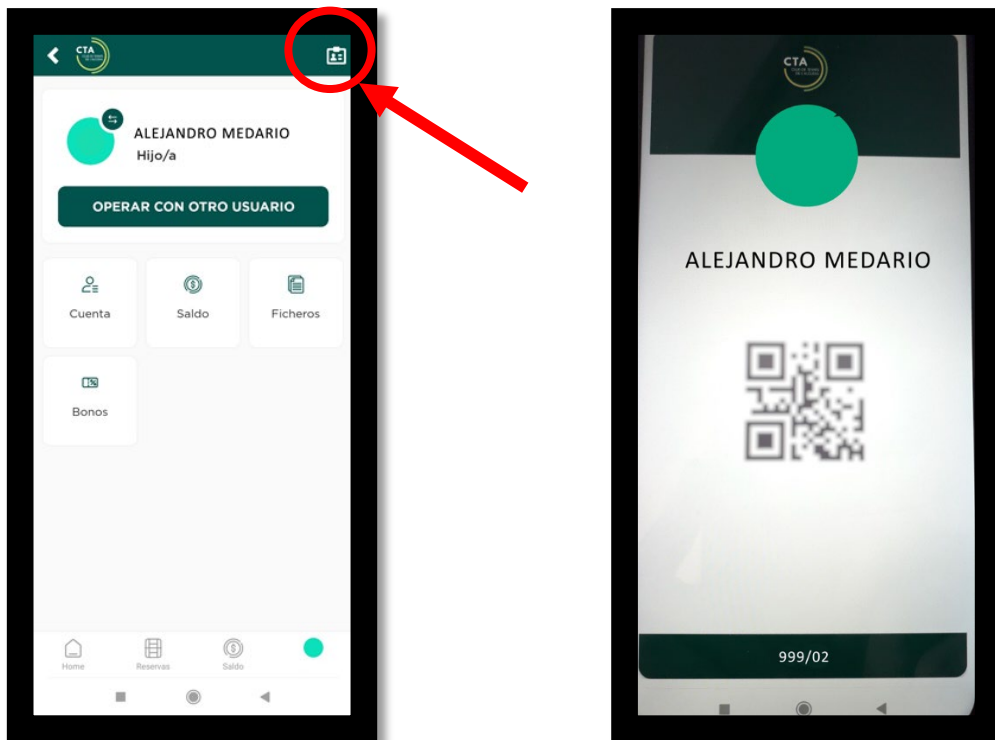 CTA
ALEJANDRO MEDARIO
Hijo/a
OPERAR CON OTRO USUARIO
Cuenta
Saldo
Ficheros
Bonos
Home
Reservas
Saldo
CTA
ALEJANDRO MEDARIO
999/02